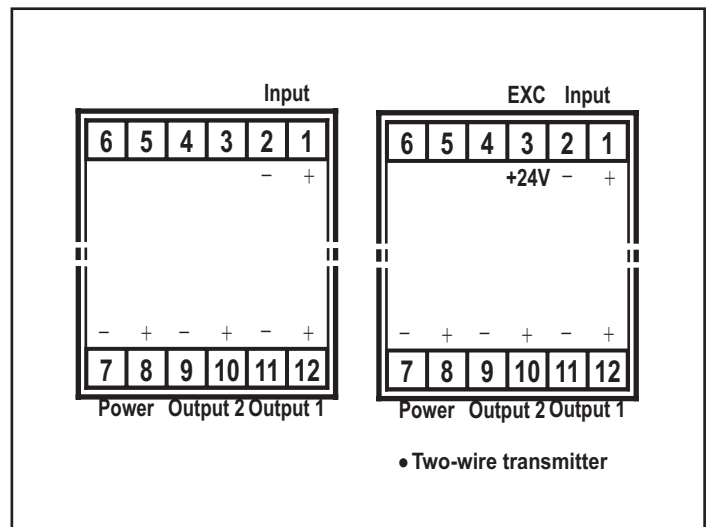 Input
6 5 4 3 2 1
− +
− + − + − +
7 8 9 10 11 12
Power Output 2 Output 1
EXC Input
6 5 4 3 2 1
+24V − +
− + − + − +
7 8 9 10 11 12
Power Output 2 Output 1
• Two-wire transmitter